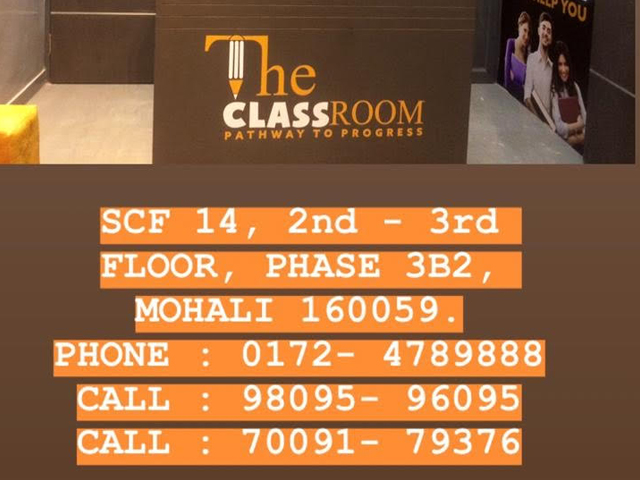 The
CLASSROOM
PATHWAY TO PROGRESS
YOU
SCF 14, 2nd - 3rd
FLOOR, PHASE 3B2,
MOHALI 160059.
PHONE : 0172- 4789888
CALL : 98095- 96095
CALL : 70091- 79376